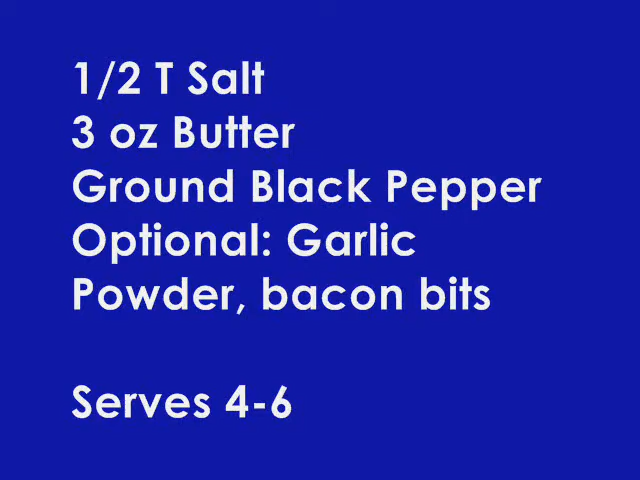 1/2 T Salt
3 oz Butter
Ground Black Pepper
Optional: Garlic
Powder, bacon bits
Serves 4-6